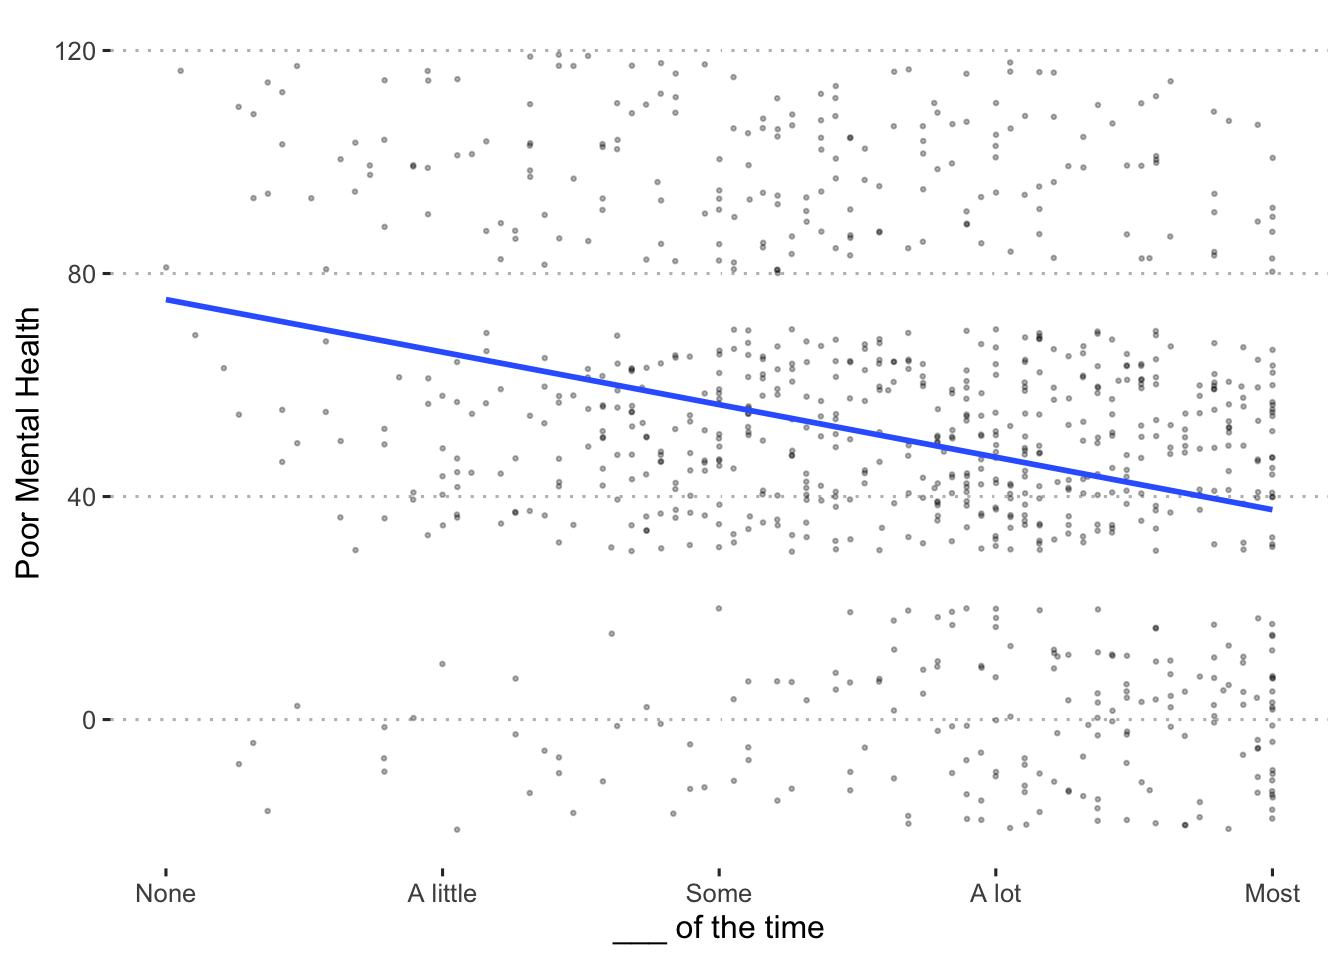 120
80
40
0
Poor Mental Health
None
A little
Some
A lot
Most
___ of the time